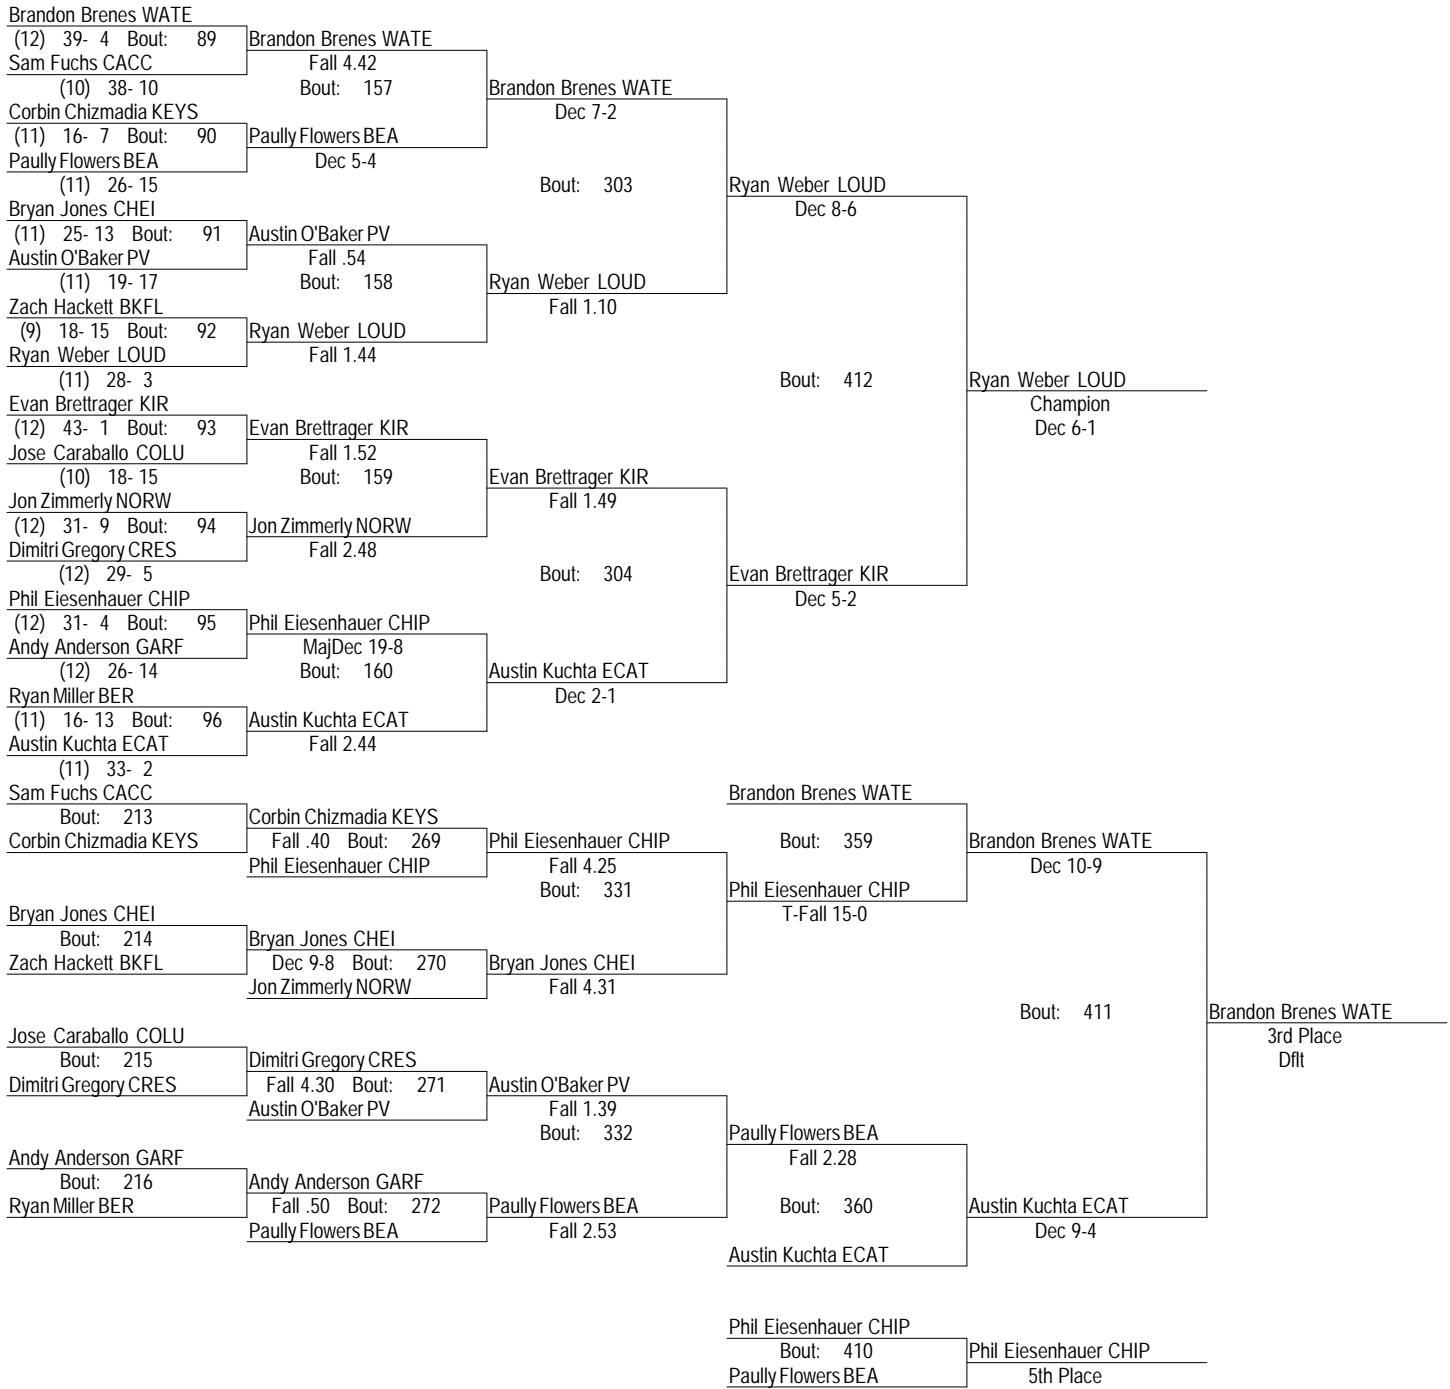 Brandon Brenes WATE
(12) 39- 4 Bout: 89 Brandon Brenes WATE
Sam Fuchs CACC Fall 4.42
(10) 38- 10 Bout: 157 Brandon Brenes WATE
Corbin Chizmadia KEYS Dec 7-2
(11) 16- 7 Bout: 90 Paully Flowers BEA
Paully Flowers BEA Dec 5-4
(11) 26- 15 Bout: 303 Ryan Weber LOUD
Bryan Jones CHEI Dec 8-6
(11) 25- 13 Bout: 91 Austin O'Baker PV
Austin O'Baker PV Fall .54
(11) 19- 17 Bout: 158 Ryan Weber LOUD
Zach Hackett BKFL Fall 1.10
(9) 18- 15 Bout: 92 Ryan Weber LOUD
Ryan Weber LOUD Fall 1.44
(11) 28- 3 Bout: 412 Ryan Weber LOUD
Evan Brettrager KIR Champion
(12) 43- 1 Bout: 93 Evan Brettrager KIR Dec 6-1
Jose Caraballo COLU Fall 1.52
(10) 18- 15 Bout: 159 Evan Brettrager KIR
Jon Zimmerly NORW Fall 1.49
(12) 31- 9 Bout: 94 Jon Zimmerly NORW
Dimitri Gregory CRES Fall 2.48
(12) 29- 5 Bout: 304 Evan Brettrager KIR
Phil Eiesenhauer CHIP Dec 5-2
(12) 31- 4 Bout: 95 Phil Eiesenhauer CHIP
Andy Anderson GARF MajDec 19-8
(12) 26- 14 Bout: 160 Austin Kuchta ECAT
Ryan Miller BER Dec 2-1
(11) 16- 13 Bout: 96 Austin Kuchta ECAT
Austin Kuchta ECAT Fall 2.44
(11) 33- 2
Sam Fuchs CACC Brandon Brenes WATE
Bout: 213 Corbin Chizmadia KEYS
Corbin Chizmadia KEYS Fall .40 Bout: 269 Phil Eiesenhauer CHIP Bout: 359 Brandon Brenes WATE
Phil Eiesenhauer CHIP Fall 4.25 Dec 10-9
Bout: 331 Phil Eiesenhauer CHIP
Bryan Jones CHEI T-Fall 15-0
Bout: 214 Bryan Jones CHEI
Zach Hackett BKFL Dec 9-8 Bout: 270 Bryan Jones CHEI
Jon Zimmerly NORW Fall 4.31
Bout: 411 Brandon Brenes WATE
Jose Caraballo COLU 3rd Place
Bout: 215 Dimitri Gregory CRES Dflt
Dimitri Gregory CRES Fall 4.30 Bout: 271 Austin O'Baker PV
Austin O'Baker PV Fall 1.39
Bout: 332 Paully Flowers BEA
Andy Anderson GARF Fall 2.28
Bout: 216 Andy Anderson GARF
Ryan Miller BER Fall .50 Bout: 272 Paully Flowers BEA Bout: 360 Austin Kuchta ECAT
Paully Flowers BEA Fall 2.53 Dec 9-4
Austin Kuchta ECAT
Phil Eiesenhauer CHIP
Bout: 410 Phil Eiesenhauer CHIP
Paully Flowers BEA 5th Place